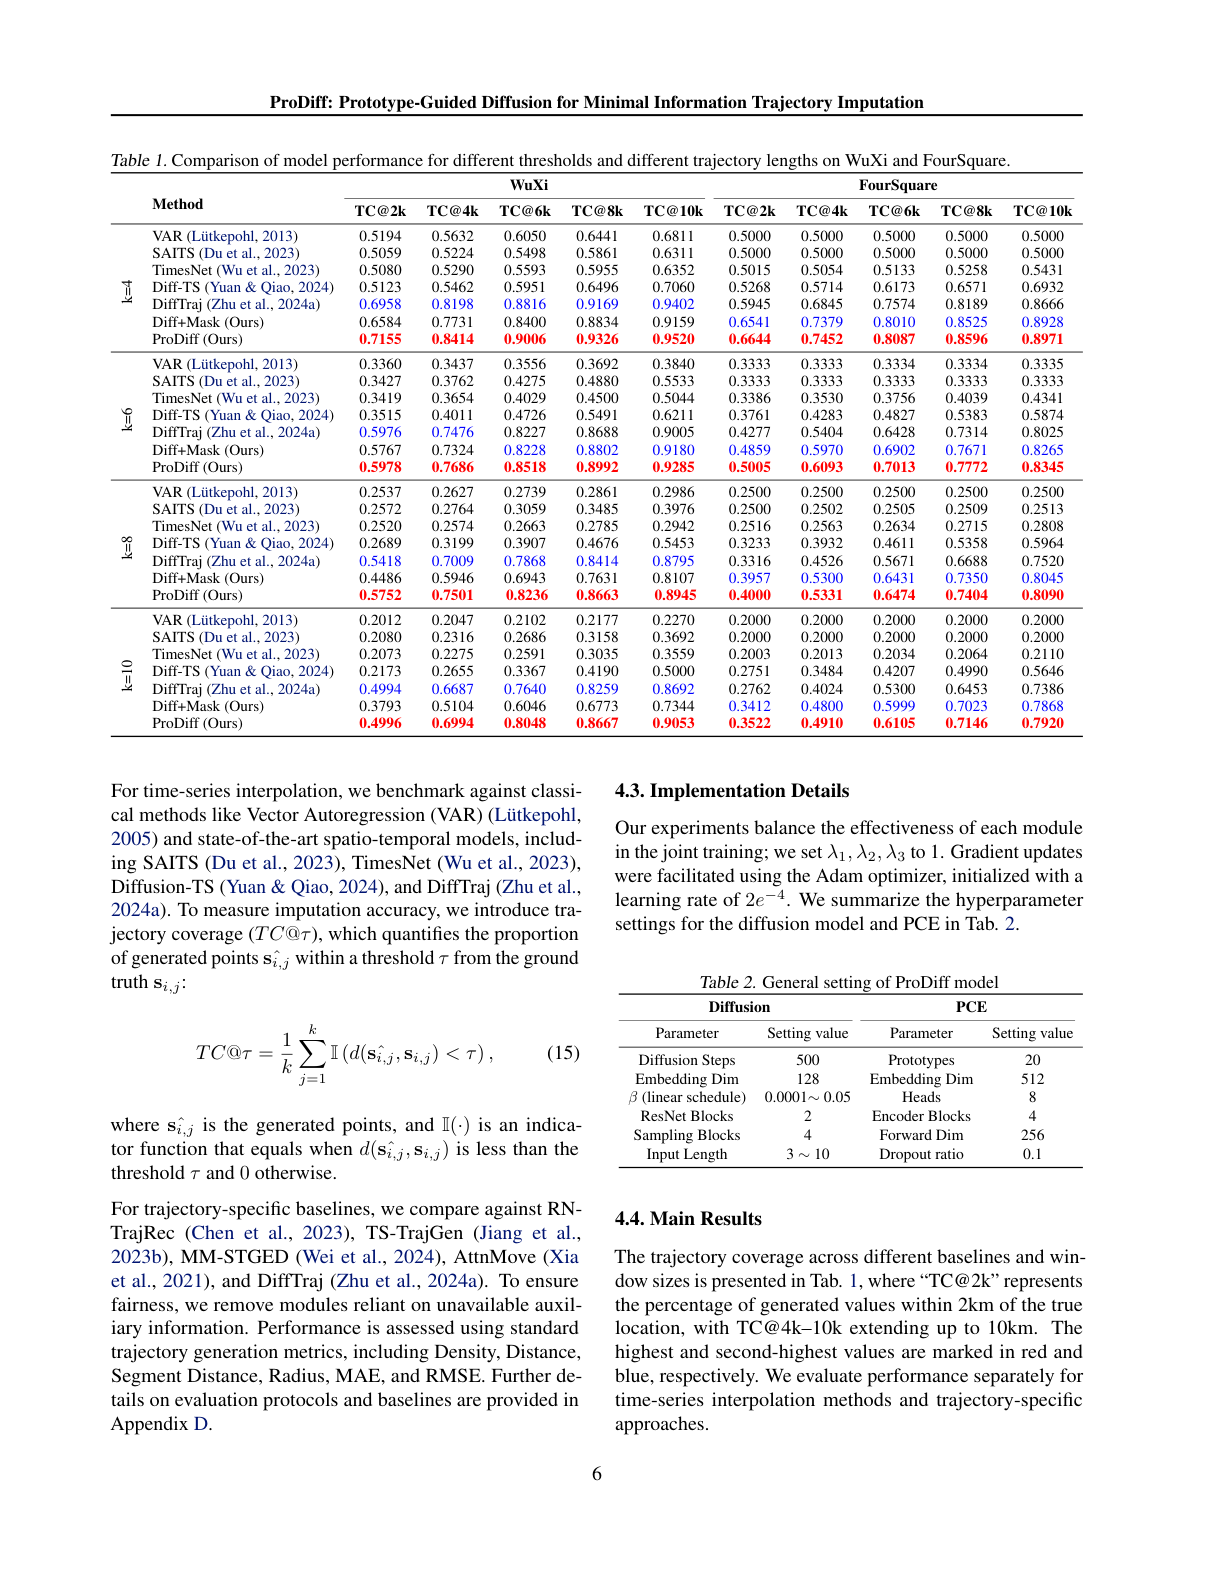 ProDiff: Prototype-Guided Diffusion for Minimal Information Trajectory Imputation
Table 1. Comparison of model performance for different thresholds and different trajectory lengths on WuXi and FourSquare.
Method WuXi FourSquare
TC@2k TC@4k TC@6k TC@8k TC@10k TC@2k TC@4k TC@6k TC@8k TC@10k
k=4
VAR (Lütkepohl, 2013) 0.5194 0.5632 0.6050 0.6441 0.6811 0.5000 0.5000 0.5000 0.5000 0.5000
SAITS (Du et al., 2023) 0.5059 0.5224 0.5498 0.5861 0.6311 0.5000 0.5000 0.5000 0.5000 0.5000
TimesNet (Wu et al., 2023) 0.5080 0.5290 0.5593 0.5955 0.6352 0.5015 0.5054 0.5133 0.5258 0.5431
Diff-TS (Yuan & Qiao, 2024) 0.5123 0.5462 0.5951 0.6496 0.7060 0.5268 0.5714 0.6173 0.6571 0.6932
DiffTraj (Zhu et al., 2024a) 0.6958 0.8198 0.8816 0.9169 0.9402 0.5945 0.6845 0.7574 0.8189 0.8666
Diff+Mask (Ours) 0.6584 0.7731 0.8400 0.8834 0.9159 0.6541 0.7379 0.8010 0.8525 0.8928
ProDiff (Ours) 0.7155 0.8414 0.9006 0.9326 0.9520 0.6644 0.7452 0.8087 0.8596 0.8971
k=6
VAR (Lütkepohl, 2013) 0.3360 0.3437 0.3556 0.3692 0.3840 0.3333 0.3333 0.3334 0.3334 0.3335
SAITS (Du et al., 2023) 0.3427 0.3762 0.4275 0.4880 0.5533 0.3333 0.3333 0.3333 0.3333 0.3333
TimesNet (Wu et al., 2023) 0.3419 0.3654 0.4029 0.4500 0.5044 0.3386 0.3530 0.3756 0.4039 0.4341
Diff-TS (Yuan & Qiao, 2024) 0.3515 0.4011 0.4726 0.5491 0.6211 0.3761 0.4283 0.4827 0.5383 0.5874
DiffTraj (Zhu et al., 2024a) 0.5976 0.7476 0.8227 0.8688 0.9005 0.4277 0.5404 0.6428 0.7314 0.8025
Diff+Mask (Ours) 0.5767 0.7324 0.8228 0.8802 0.9180 0.4859 0.5970 0.6902 0.7671 0.8265
ProDiff (Ours) 0.5978 0.7686 0.8518 0.8992 0.9285 0.5005 0.6093 0.7013 0.7772 0.8345
k=8
VAR (Lütkepohl, 2013) 0.2537 0.2627 0.2739 0.2861 0.2986 0.2500 0.2500 0.2500 0.2500 0.2500
SAITS (Du et al., 2023) 0.2572 0.2764 0.3059 0.3485 0.3976 0.2500 0.2502 0.2505 0.2509 0.2513
TimesNet (Wu et al., 2023) 0.2520 0.2574 0.2663 0.2785 0.2942 0.2516 0.2563 0.2634 0.2715 0.2808
Diff-TS (Yuan & Qiao, 2024) 0.2689 0.3199 0.3907 0.4676 0.5453 0.3233 0.3932 0.4611 0.5358 0.5964
DiffTraj (Zhu et al., 2024a) 0.5418 0.7009 0.7868 0.8414 0.8795 0.3316 0.4526 0.5671 0.6688 0.7520
Diff+Mask (Ours) 0.4486 0.5946 0.6943 0.7631 0.8107 0.3957 0.5300 0.6431 0.7350 0.8045
ProDiff (Ours) 0.5752 0.7501 0.8236 0.8663 0.8945 0.4000 0.5331 0.6474 0.7404 0.8090
k=10
VAR (Lütkepohl, 2013) 0.2012 0.2047 0.2102 0.2177 0.2270 0.2000 0.2000 0.2000 0.2000 0.2000
SAITS (Du et al., 2023) 0.2080 0.2316 0.2686 0.3158 0.3692 0.2000 0.2000 0.2000 0.2000 0.2000
TimesNet (Wu et al., 2023) 0.2073 0.2275 0.2591 0.3035 0.3559 0.2003 0.2013 0.2034 0.2064 0.2110
Diff-TS (Yuan & Qiao, 2024) 0.2173 0.2655 0.3367 0.4190 0.5000 0.2751 0.3484 0.4207 0.4990 0.5646
DiffTraj (Zhu et al., 2024a) 0.4994 0.6687 0.7640 0.8259 0.8692 0.2762 0.4024 0.5300 0.6453 0.7386
Diff+Mask (Ours) 0.3793 0.5104 0.6046 0.6773 0.7344 0.3412 0.4800 0.5999 0.7023 0.7868
ProDiff (Ours) 0.4996 0.6994 0.8048 0.8667 0.9053 0.3522 0.4910 0.6105 0.7146 0.7920
For time-series interpolation, we benchmark against classi-
cal methods like Vector Autoregression (VAR) (Lütkepohl,
2005) and state-of-the-art spatio-temporal models, includ-
ing SAITS (Du et al., 2023), TimesNet (Wu et al., 2023),
Diffusion-TS (Yuan & Qiao, 2024), and DiffTraj (Zhu et al.,
2024a). To measure imputation accuracy, we introduce tra-
jectory coverage (TC@τ), which quantifies the proportion
of generated points ŝ_{i,j} within a threshold τ from the ground
truth s_{i,j}:
TC@τ = \frac{1}{k} \sum_{j=1}^{k} 𝕀 (d(ŝ_{i,j}, s_{i,j}) < τ) , (15)
where ŝ_{i,j} is the generated points, and 𝕀(·) is an indica-
tor function that equals when d(ŝ_{i,j}, s_{i,j}) is less than the
threshold τ and 0 otherwise.
For trajectory-specific baselines, we compare against RN-
TrajRec (Chen et al., 2023), TS-TrajGen (Jiang et al.,
2023b), MM-STGED (Wei et al., 2024), AttnMove (Xia
et al., 2021), and DiffTraj (Zhu et al., 2024a). To ensure
fairness, we remove modules reliant on unavailable auxil-
iary information. Performance is assessed using standard
trajectory generation metrics, including Density, Distance,
Segment Distance, Radius, MAE, and RMSE. Further de-
tails on evaluation protocols and baselines are provided in
Appendix D.
4.3. Implementation Details
Our experiments balance the effectiveness of each module
in the joint training; we set λ₁, λ₂, λ₃ to 1. Gradient updates
were facilitated using the Adam optimizer, initialized with a
learning rate of 2e⁻⁴. We summarize the hyperparameter
settings for the diffusion model and PCE in Tab. 2.
Table 2. General setting of ProDiff model
Diffusion PCE
Parameter Setting value Parameter Setting value
Diffusion Steps 500 Prototypes 20
Embedding Dim 128 Embedding Dim 512
β (linear schedule) 0.0001∼ 0.05 Heads 8
ResNet Blocks 2 Encoder Blocks 4
Sampling Blocks 4 Forward Dim 256
Input Length 3 ∼ 10 Dropout ratio 0.1
4.4. Main Results
The trajectory coverage across different baselines and win-
dow sizes is presented in Tab. 1, where “TC@2k” represents
the percentage of generated values within 2km of the true
location, with TC@4k–10k extending up to 10km. The
highest and second-highest values are marked in red and
blue, respectively. We evaluate performance separately for
time-series interpolation methods and trajectory-specific
approaches.
6